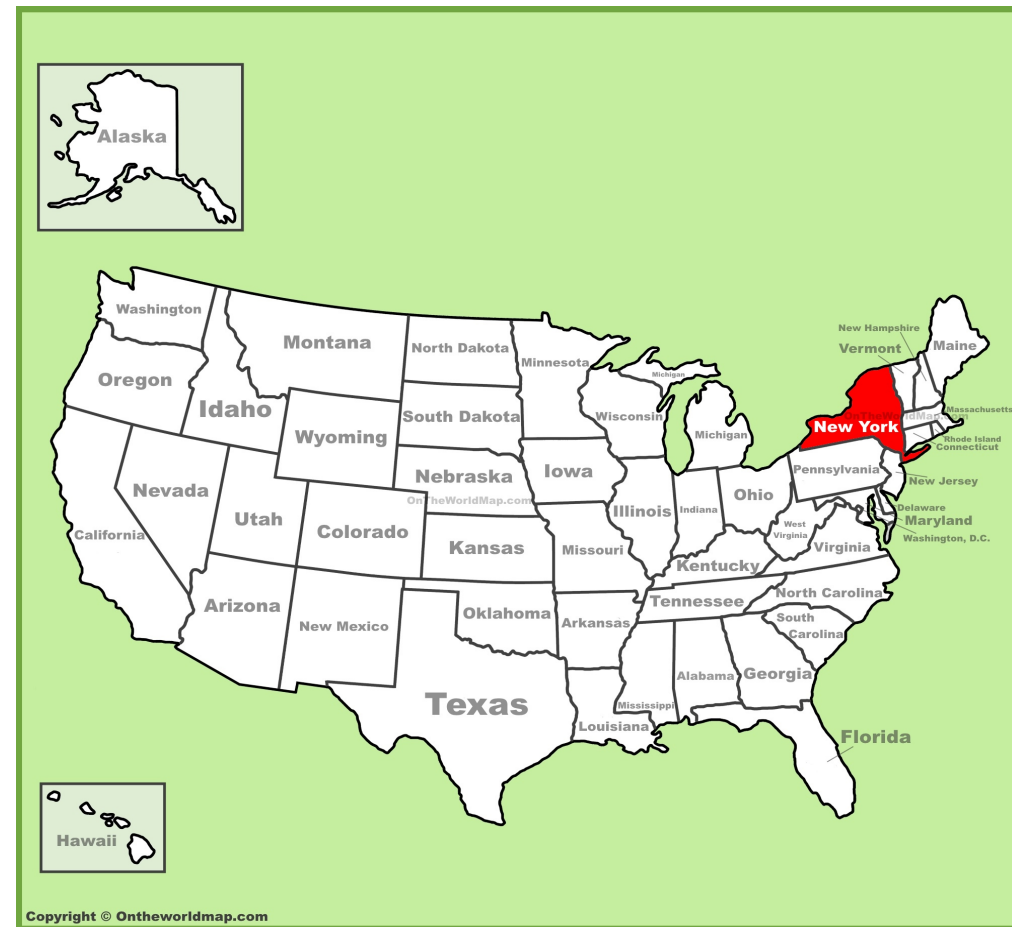 Alaska
Washington
Montana
North Dakota
Minnesota
Michigan
New Hampshire
Vermont
Maine
Oregon
Idaho
Wyoming
South Dakota
Wisconsin
Michigan
OnTheWorldMap.com
New York
Massachusetts
Rhode Island
Connecticut
Nevada
Utah
Colorado
Nebraska
OnTheWorldMap.com
Iowa
Illinois
Indiana
Ohio
Pennsylvania
New Jersey
Delaware
Maryland
Washington, D.C.
California
Kansas
Missouri
Kentucky
West
Virginia
Virginia
Arizona
New Mexico
Oklahoma
Arkansas
Tennessee
North Carolina
South
Carolina
Texas
Louisiana
Mississippi
Alabama
Georgia
Florida
Hawaii
Copyright © Ontheworldmap.com